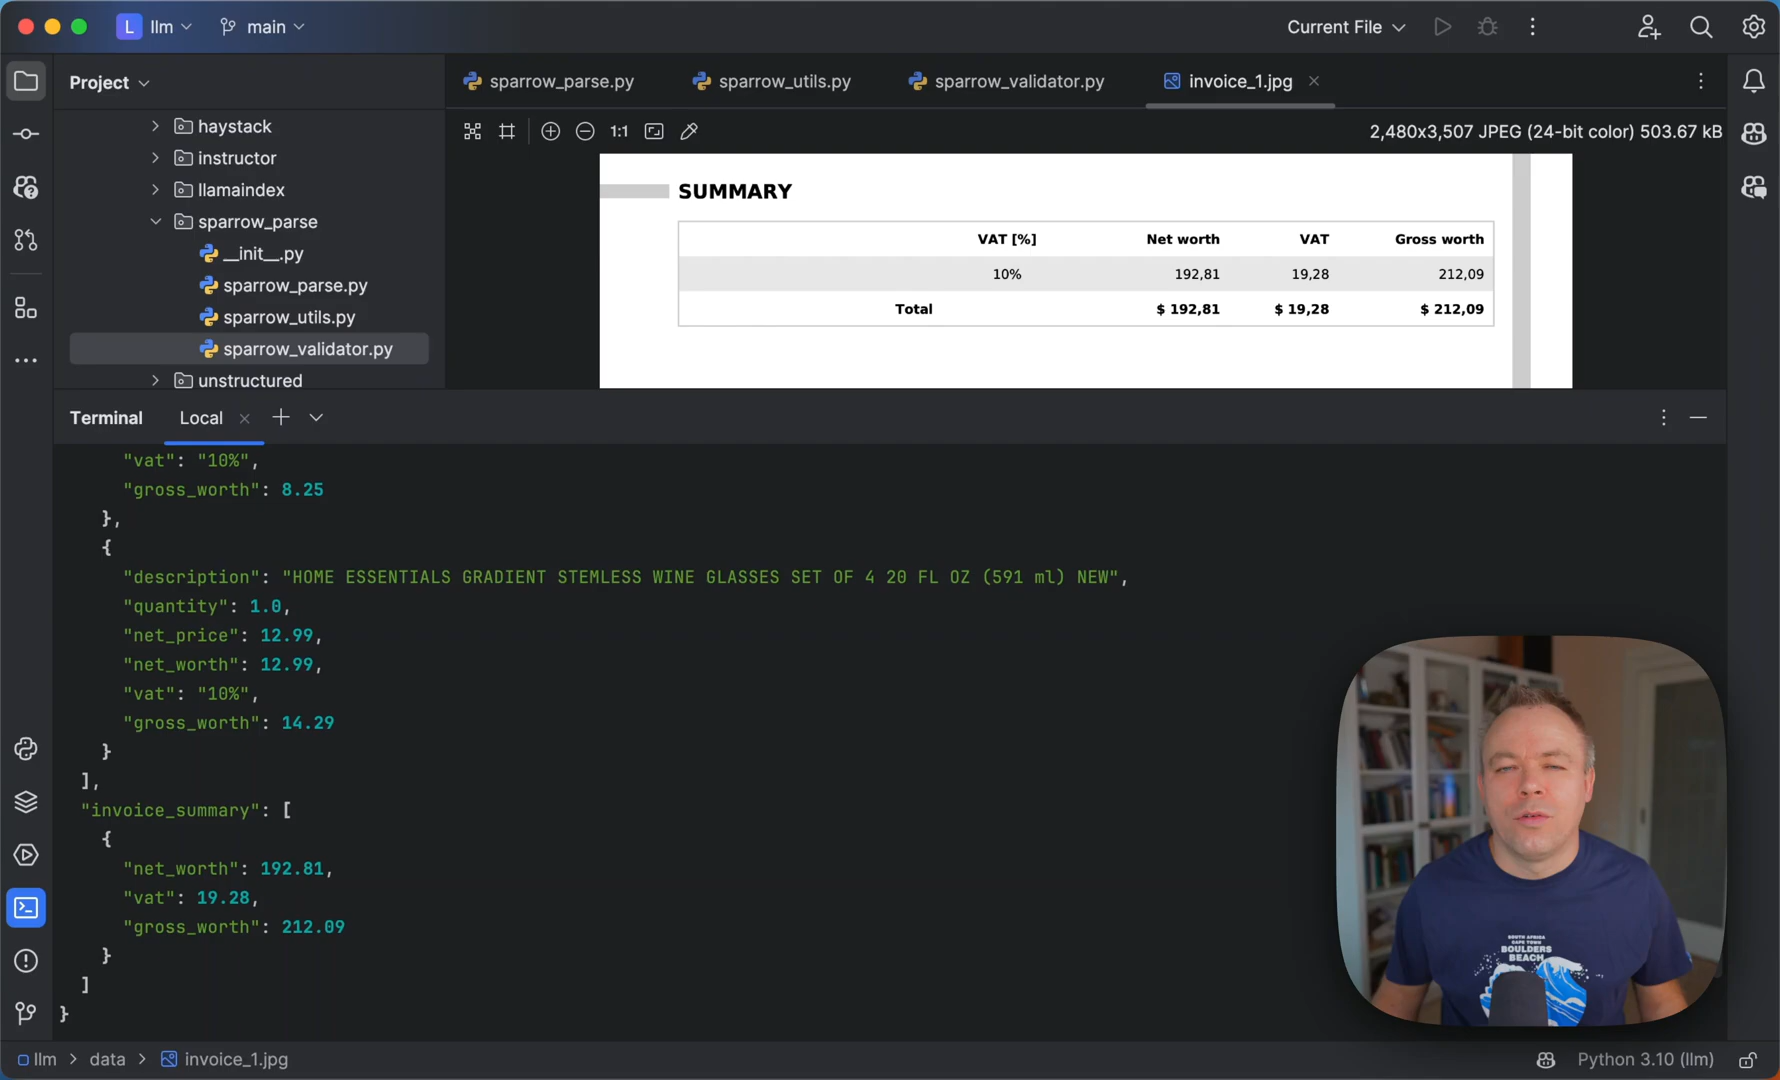 L llm main Current File
Project
sparrow_parse.py sparrow_utils.py sparrow_validator.py invoice_1.jpg
haystack
instructor
llamaindex
sparrow_parse
__init__.py
sparrow_parse.py
sparrow_utils.py
sparrow_validator.py
unstructured
1:1 2,480x3,507 JPEG (24-bit color) 503.67 kB
SUMMARY
VAT [%] Net worth VAT Gross worth
10% 192,81 19,28 212,09
Total $ 192,81 $ 19,28 $ 212,09
Terminal Local
"vat": "10%",
"gross_worth": 8.25
},
{
"description": "HOME ESSENTIALS GRADIENT STEMLESS WINE GLASSES SET OF 4 20 FL OZ (591 ml) NEW",
"quantity": 1.0,
"net_price": 12.99,
"net_worth": 12.99,
"vat": "10%",
"gross_worth": 14.29
}
],
"invoice_summary": [
{
"net_worth": 192.81,
"vat": 19.28,
"gross_worth": 212.09
}
]
}
SOUTH AFRICA
CAPE TOWN
BOULDERS
BEACH
llm > data > invoice_1.jpg Python 3.10 (llm)